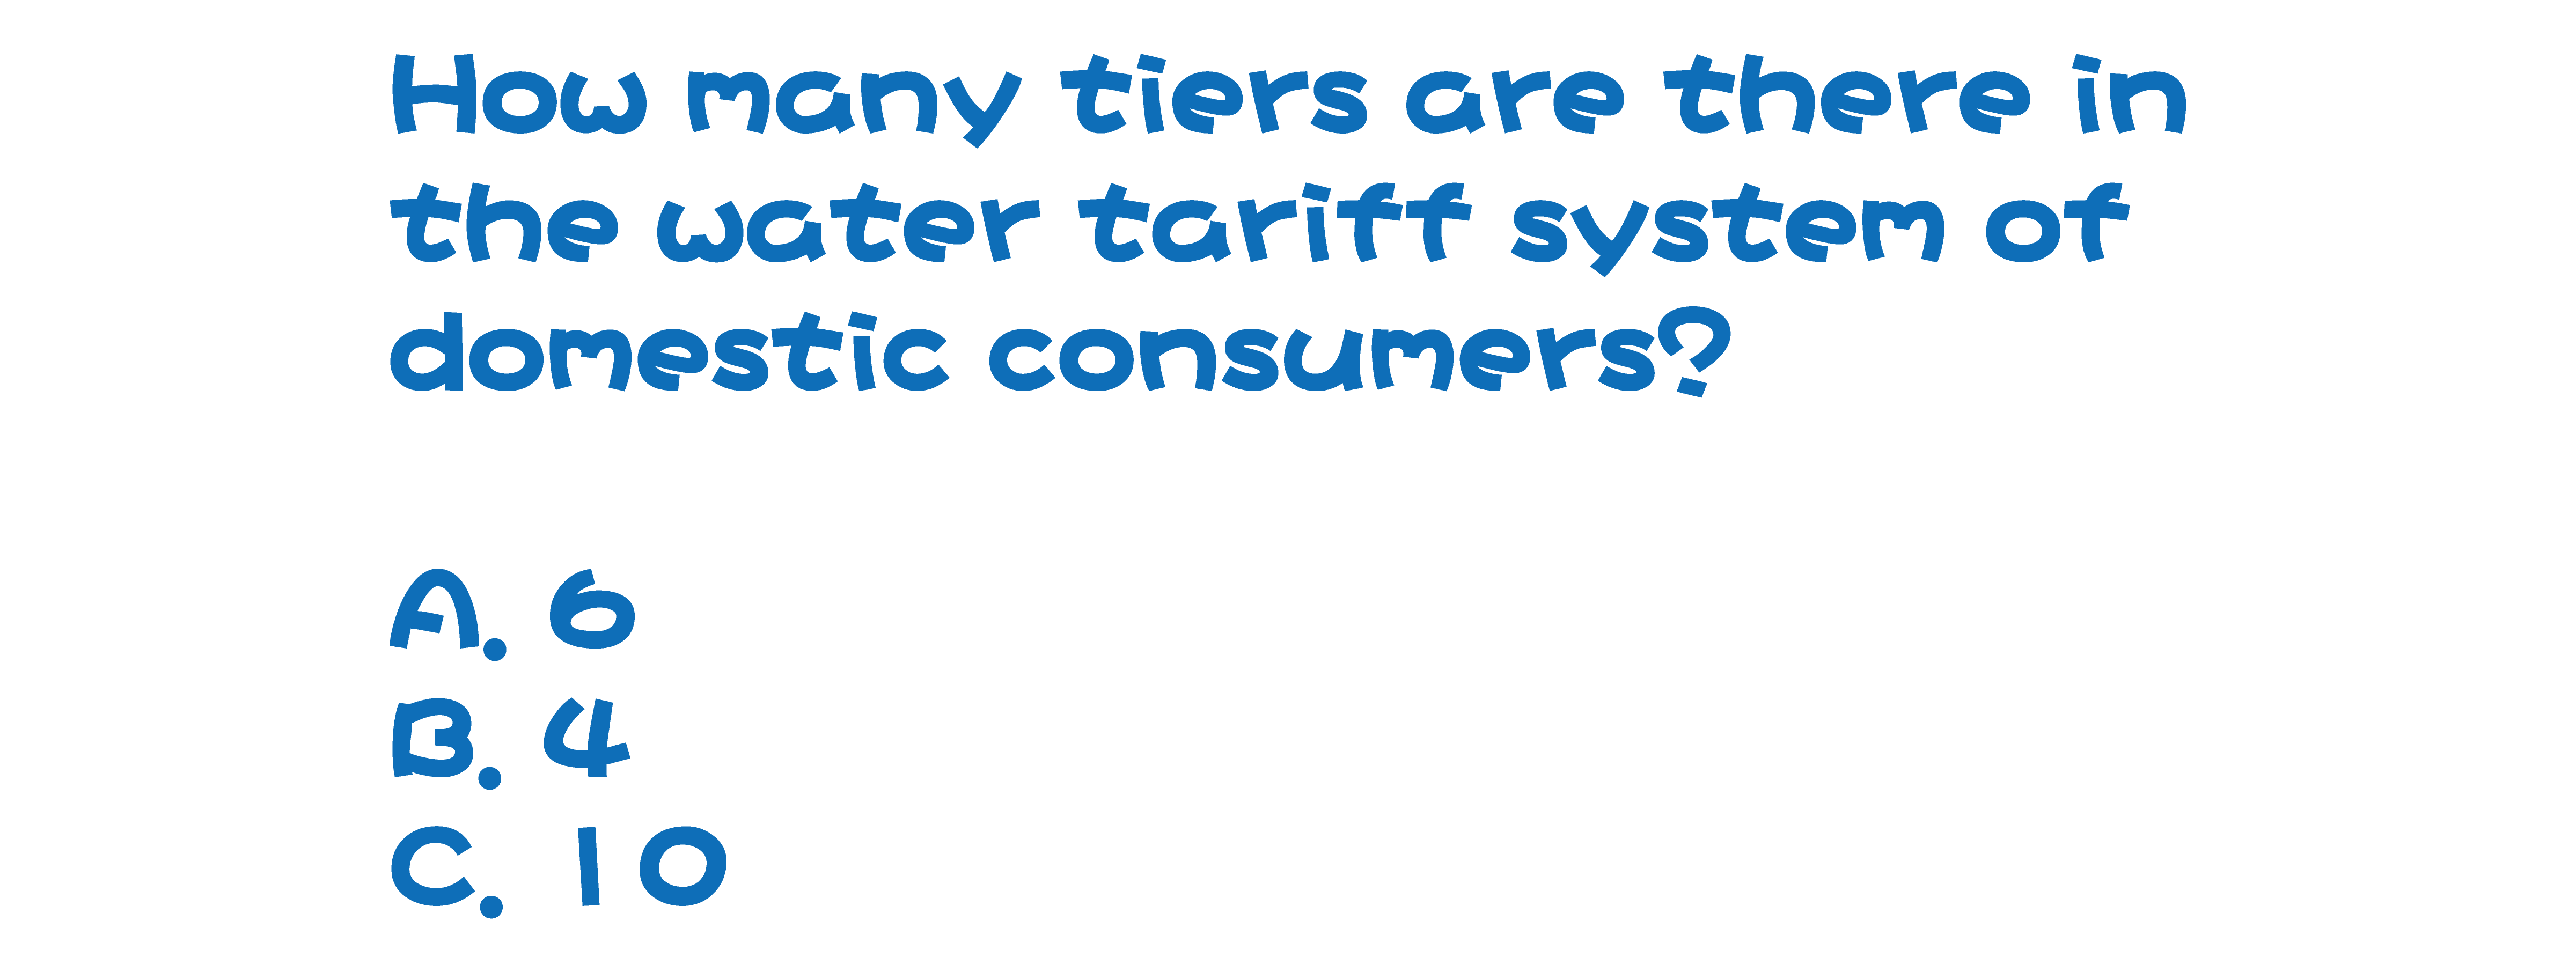 How many tiers are there in
the water tariff system of
domestic consumers?
A. 6
B. 4
C. 10